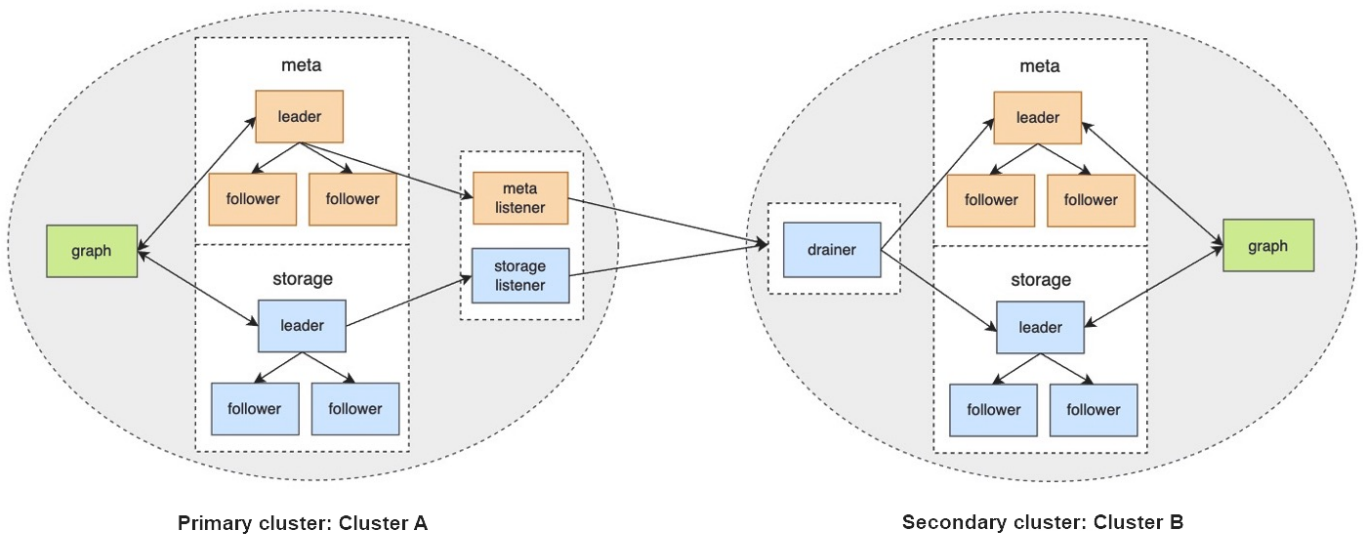 meta
leader
follower
follower
meta
listener
graph
storage
listener
storage
leader
follower
follower
Primary cluster: Cluster A
meta
leader
follower
follower
drainer
graph
storage
leader
follower
follower
Secondary cluster: Cluster B